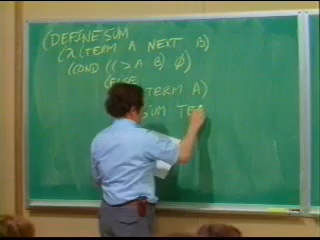 (DEFINE SUM
(λ(TERM A NEXT B)
(COND ((>A B) 0)
(ELSE
TERM A)
SUM TE